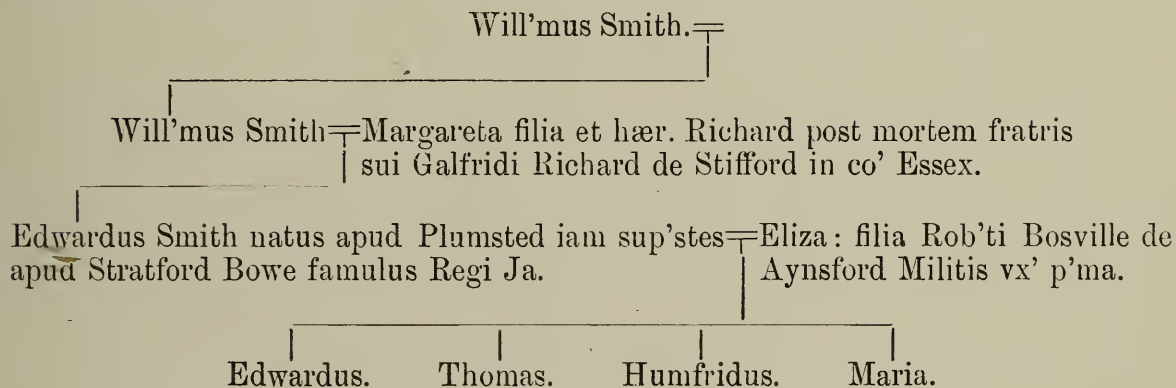 Will'mus Smith.
Will'mus Smith Margareta filia et hær. Richard post mortem fratris
sui Galfridi Richard de Stifford in co' Essex.
Edwardus Smith natus apud Plumsted iam sup'stes Eliza: filia Rob'ti Bosville de
apud Stratford Bowe famulus Regi Ja. Aynsford Militis vx' p'ma.
Edwardus. Thomas. Humfridus. Maria.